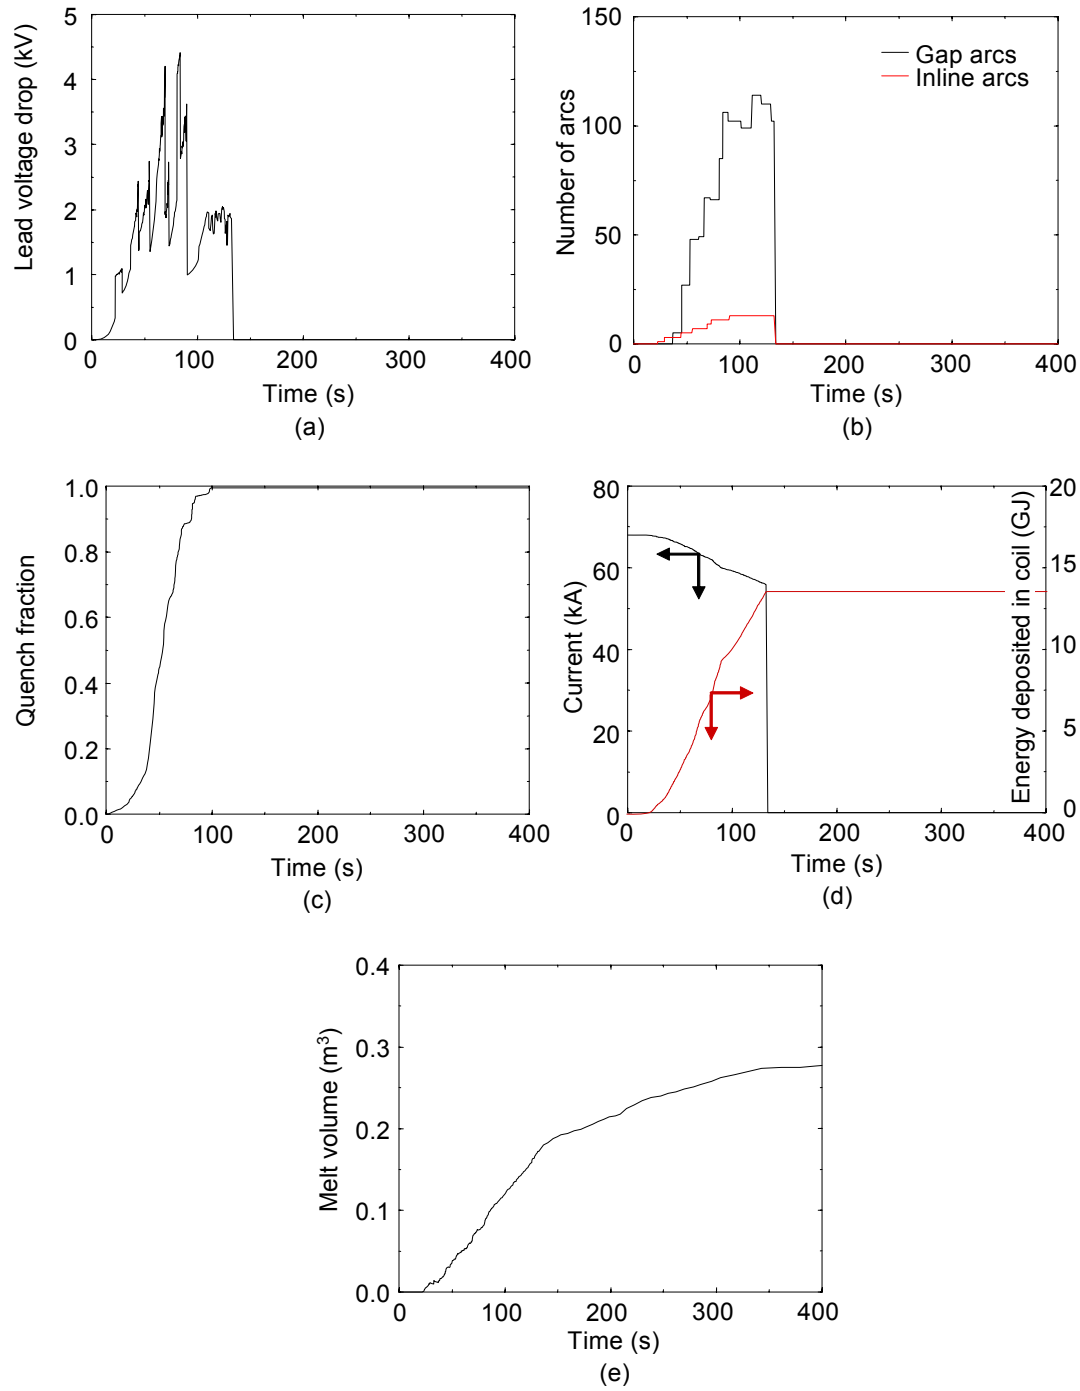 Lead voltage drop (kV)
5
4
3
2
1
0
0 100 200 300 400
Time (s)
(a)
Number of arcs
150
100
50
0
Gap arcs
Inline arcs
0 100 200 300 400
Time (s)
(b)
Quench fraction
1.0
0.8
0.6
0.4
0.2
0.0
0 100 200 300 400
Time (s)
(c)
Current (kA)
80
60
40
20
0
Energy deposited in coil (GJ)
20
15
10
5
0
0 100 200 300 400
Time (s)
(d)
Melt volume (m³)
0.4
0.3
0.2
0.1
0.0
0 100 200 300 400
Time (s)
(e)